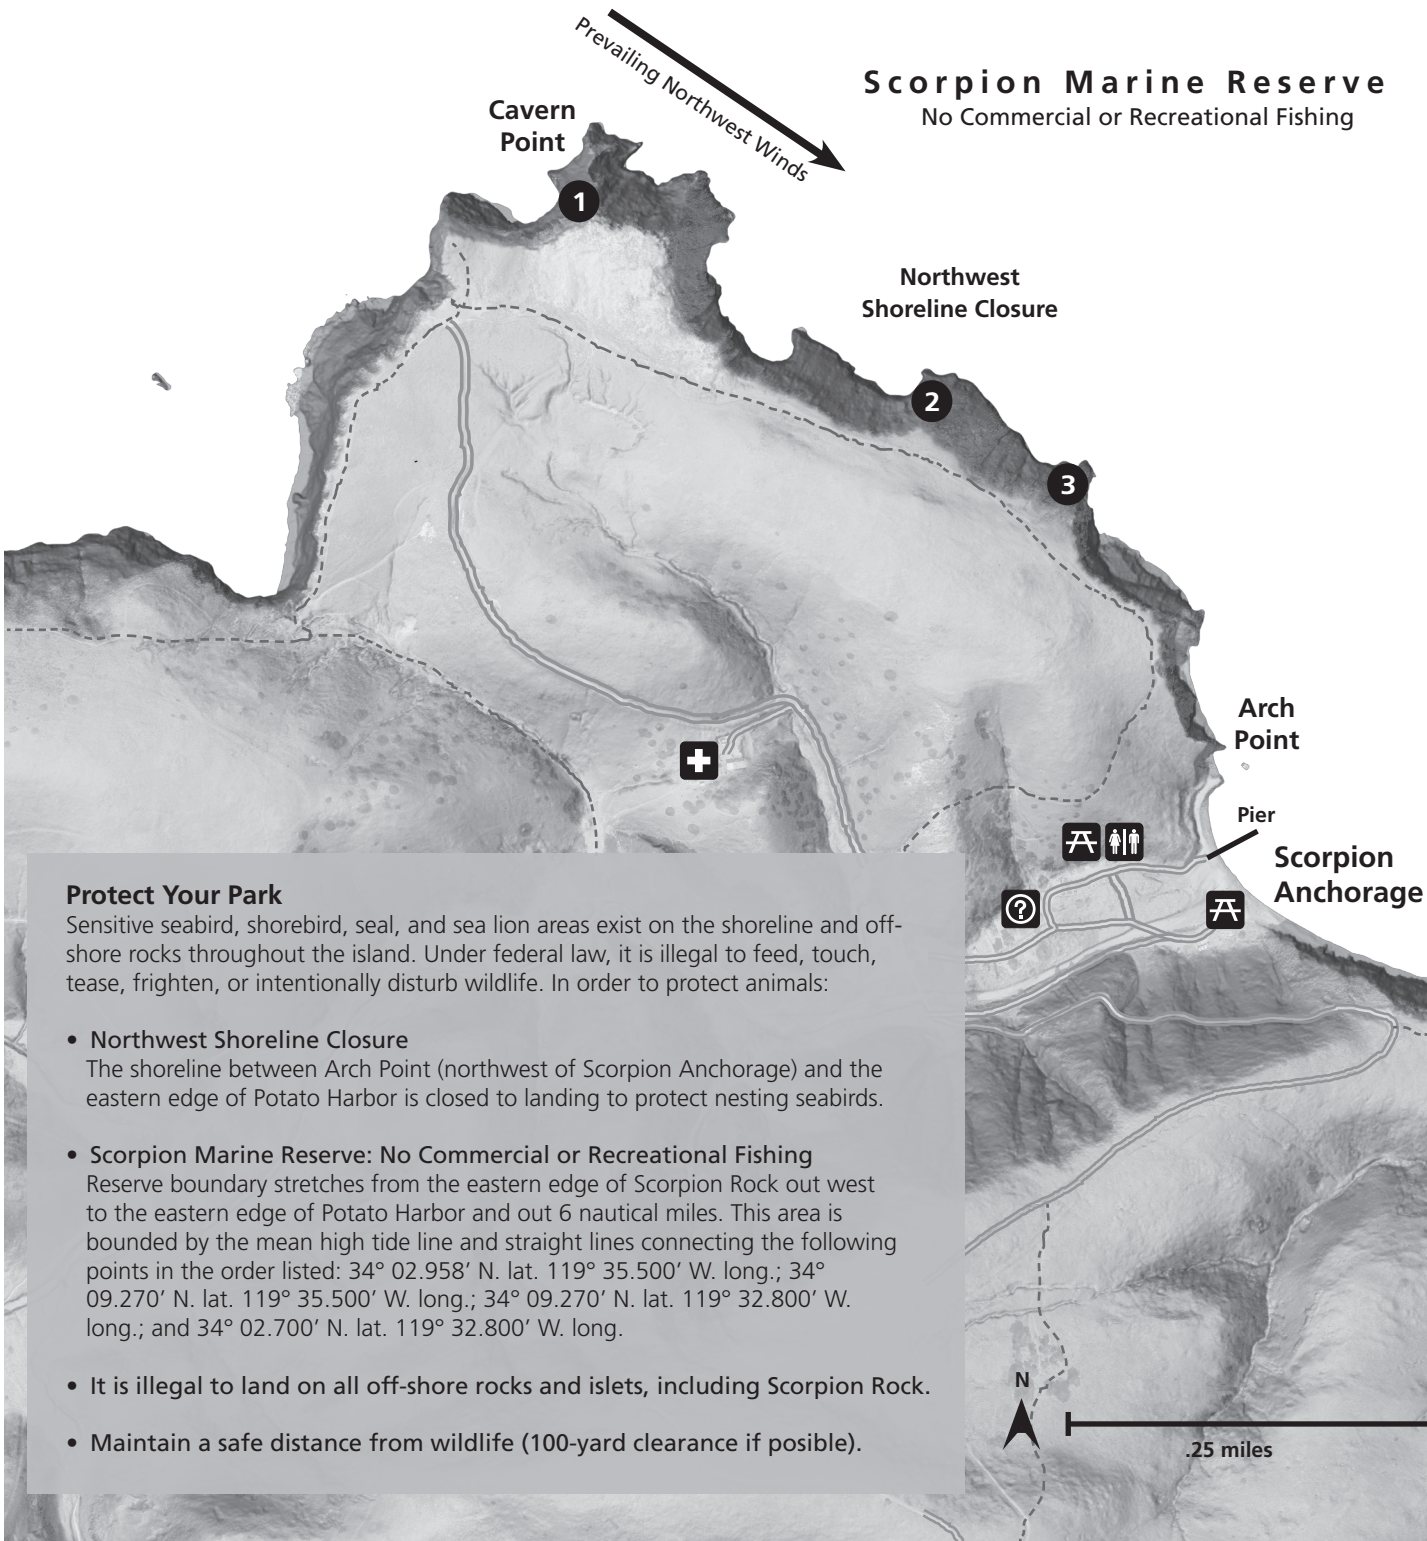 Prevailing Northwest Winds
Scorpion Marine Reserve
No Commercial or Recreational Fishing
Cavern
Point
1
Northwest
Shoreline Closure
2
3
Arch
Point
Pier
Scorpion
Anchorage
?
Protect Your Park
Sensitive seabird, shorebird, seal, and sea lion areas exist on the shoreline and off-
shore rocks throughout the island. Under federal law, it is illegal to feed, touch,
tease, frighten, or intentionally disturb wildlife. In order to protect animals:
• Northwest Shoreline Closure
The shoreline between Arch Point (northwest of Scorpion Anchorage) and the
eastern edge of Potato Harbor is closed to landing to protect nesting seabirds.
• Scorpion Marine Reserve: No Commercial or Recreational Fishing
Reserve boundary stretches from the eastern edge of Scorpion Rock out west
to the eastern edge of Potato Harbor and out 6 nautical miles. This area is
bounded by the mean high tide line and straight lines connecting the following
points in the order listed: 34° 02.958’ N. lat. 119° 35.500’ W. long.; 34°
09.270’ N. lat. 119° 35.500’ W. long.; 34° 09.270’ N. lat. 119° 32.800’ W.
long.; and 34° 02.700’ N. lat. 119° 32.800’ W. long.
• It is illegal to land on all off-shore rocks and islets, including Scorpion Rock.
• Maintain a safe distance from wildlife (100-yard clearance if posible).
N
.25 miles